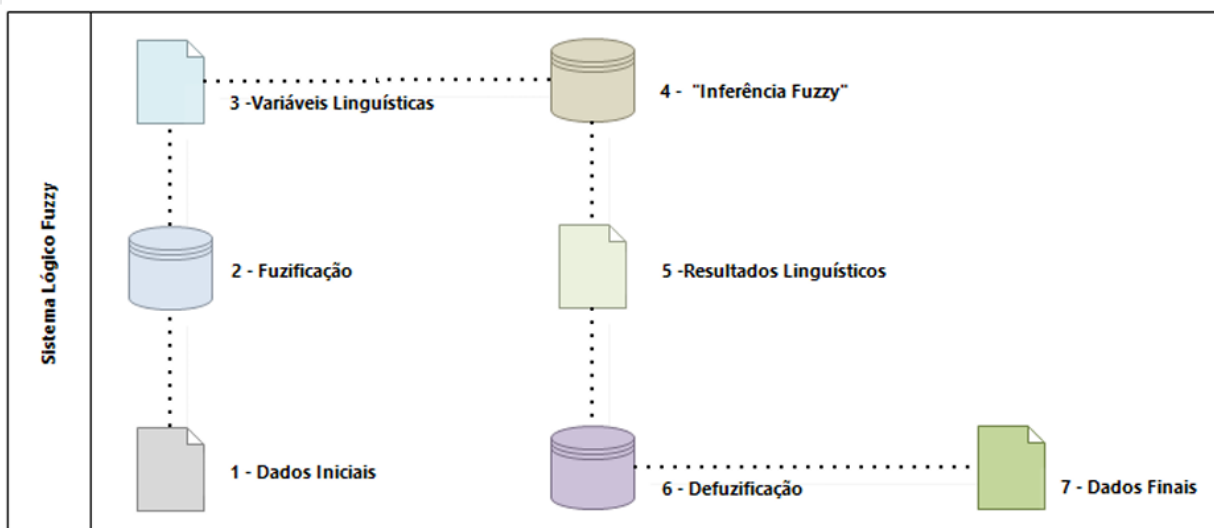 Sistema Lógico Fuzzy
3 -Variáveis Linguísticas
4 -  "Inferência Fuzzy"
2 - Fuzificação
5 -Resultados Linguísticos
1 - Dados Iniciais
6 - Defuzificação
7 - Dados Finais